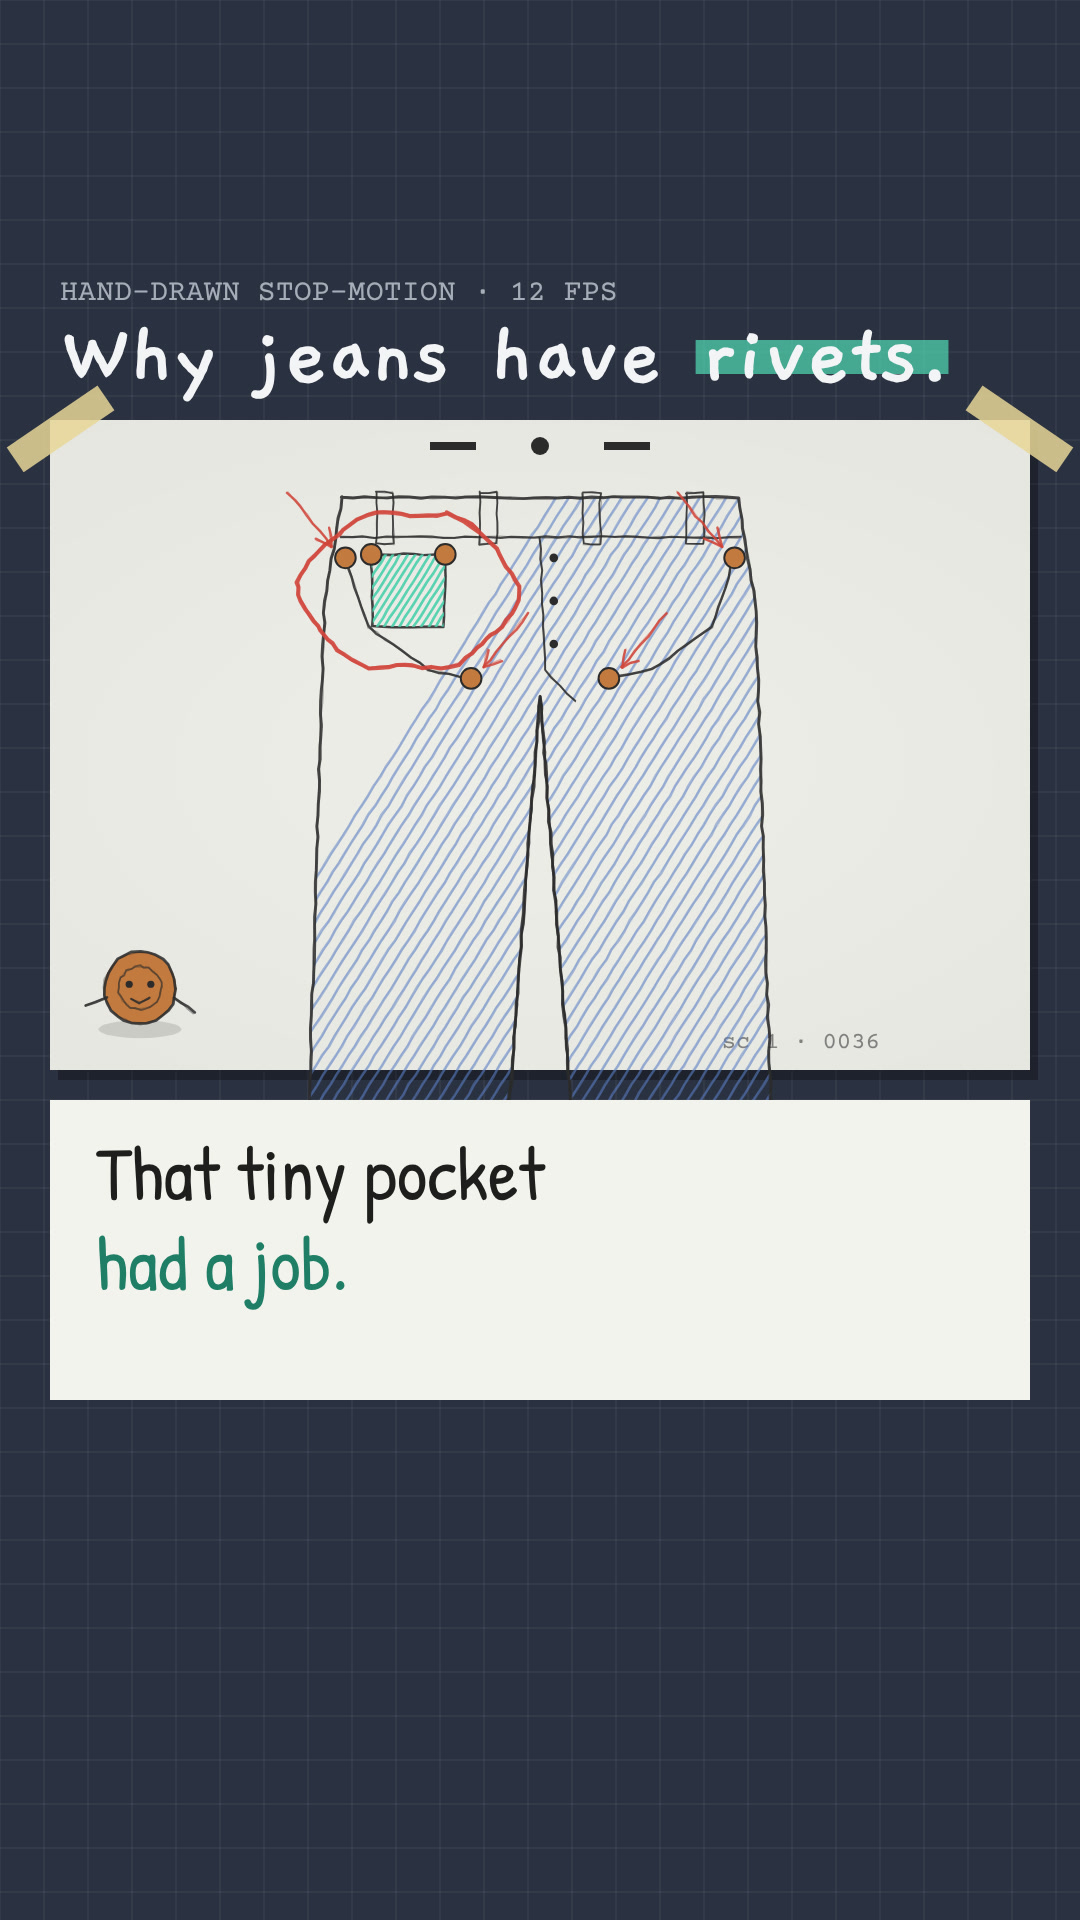 HAND-DRAWN STOP-MOTION · 12 FPS
Why jeans have rivets.
sc 1 · 0036
That tiny pocket
had a job.